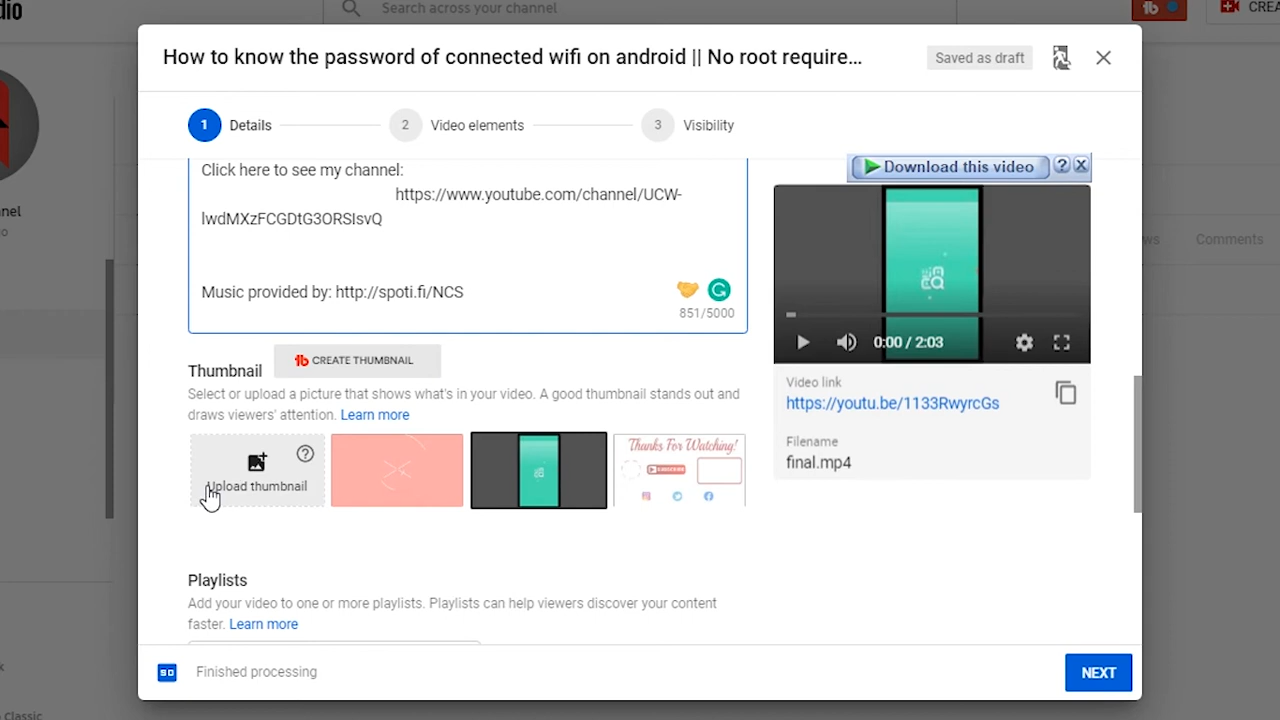 dio
Search across your channel
CREA
How to know the password of connected wifi on android || No root require...
Saved as draft
1 Details
2 Video elements
3 Visibility
Click here to see my channel:
https://www.youtube.com/channel/UCW-
lwdMXzFCGDtG3ORSIsvQ
Music provided by: http://spoti.fi/NCS
851/5000
Download this video
0:00 / 2:03
Video link
https://youtu.be/1133RwyrcGs
Filename
final.mp4
Thumbnail
CREATE THUMBNAIL
Select or upload a picture that shows what's in your video. A good thumbnail stands out and
draws viewers' attention. Learn more
Upload thumbnail
Thanks For Watching!
Playlists
Add your video to one or more playlists. Playlists can help viewers discover your content
faster. Learn more
SD Finished processing
NEXT
nel
ws
Comments
Classic